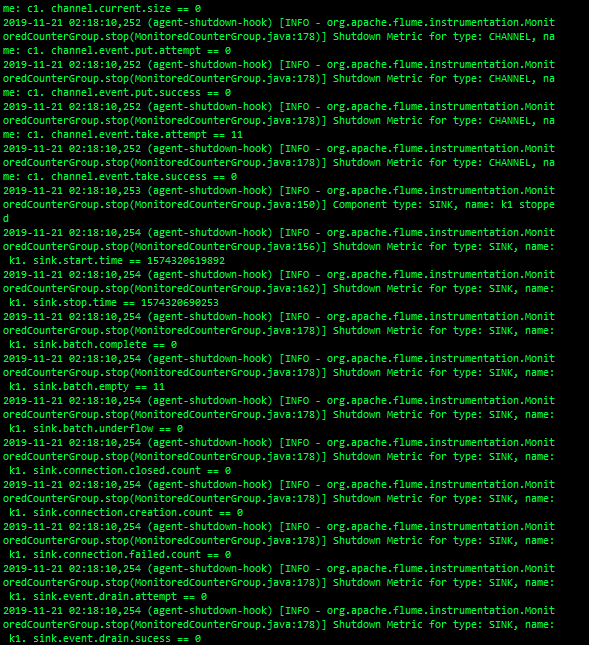 me: c1. channel.current.size == 0
2019-11-21 02:18:10,252 (agent-shutdown-hook) [INFO - org.apache.flume.instrumentation.Monit
oredCounterGroup.stop(MonitoredCounterGroup.java:178)] Shutdown Metric for type: CHANNEL, na
me: c1. channel.event.put.attempt == 0
2019-11-21 02:18:10,252 (agent-shutdown-hook) [INFO - org.apache.flume.instrumentation.Monit
oredCounterGroup.stop(MonitoredCounterGroup.java:178)] Shutdown Metric for type: CHANNEL, na
me: c1. channel.event.put.success == 0
2019-11-21 02:18:10,252 (agent-shutdown-hook) [INFO - org.apache.flume.instrumentation.Monit
oredCounterGroup.stop(MonitoredCounterGroup.java:178)] Shutdown Metric for type: CHANNEL, na
me: c1. channel.event.take.attempt == 11
2019-11-21 02:18:10,252 (agent-shutdown-hook) [INFO - org.apache.flume.instrumentation.Monit
oredCounterGroup.stop(MonitoredCounterGroup.java:178)] Shutdown Metric for type: CHANNEL, na
me: c1. channel.event.take.success == 0
2019-11-21 02:18:10,253 (agent-shutdown-hook) [INFO - org.apache.flume.instrumentation.Monit
oredCounterGroup.stop(MonitoredCounterGroup.java:150)] Component type: SINK, name: k1 stoppe
d
2019-11-21 02:18:10,254 (agent-shutdown-hook) [INFO - org.apache.flume.instrumentation.Monit
oredCounterGroup.stop(MonitoredCounterGroup.java:156)] Shutdown Metric for type: SINK, name:
 k1. sink.start.time == 1574320619892
2019-11-21 02:18:10,254 (agent-shutdown-hook) [INFO - org.apache.flume.instrumentation.Monit
oredCounterGroup.stop(MonitoredCounterGroup.java:162)] Shutdown Metric for type: SINK, name:
 k1. sink.stop.time == 1574320690253
2019-11-21 02:18:10,254 (agent-shutdown-hook) [INFO - org.apache.flume.instrumentation.Monit
oredCounterGroup.stop(MonitoredCounterGroup.java:178)] Shutdown Metric for type: SINK, name:
 k1. sink.batch.complete == 0
2019-11-21 02:18:10,254 (agent-shutdown-hook) [INFO - org.apache.flume.instrumentation.Monit
oredCounterGroup.stop(MonitoredCounterGroup.java:178)] Shutdown Metric for type: SINK, name:
 k1. sink.batch.empty == 11
2019-11-21 02:18:10,254 (agent-shutdown-hook) [INFO - org.apache.flume.instrumentation.Monit
oredCounterGroup.stop(MonitoredCounterGroup.java:178)] Shutdown Metric for type: SINK, name:
 k1. sink.batch.underflow == 0
2019-11-21 02:18:10,254 (agent-shutdown-hook) [INFO - org.apache.flume.instrumentation.Monit
oredCounterGroup.stop(MonitoredCounterGroup.java:178)] Shutdown Metric for type: SINK, name:
 k1. sink.connection.closed.count == 0
2019-11-21 02:18:10,254 (agent-shutdown-hook) [INFO - org.apache.flume.instrumentation.Monit
oredCounterGroup.stop(MonitoredCounterGroup.java:178)] Shutdown Metric for type: SINK, name:
 k1. sink.connection.creation.count == 0
2019-11-21 02:18:10,254 (agent-shutdown-hook) [INFO - org.apache.flume.instrumentation.Monit
oredCounterGroup.stop(MonitoredCounterGroup.java:178)] Shutdown Metric for type: SINK, name:
 k1. sink.connection.failed.count == 0
2019-11-21 02:18:10,254 (agent-shutdown-hook) [INFO - org.apache.flume.instrumentation.Monit
oredCounterGroup.stop(MonitoredCounterGroup.java:178)] Shutdown Metric for type: SINK, name:
 k1. sink.event.drain.attempt == 0
2019-11-21 02:18:10,254 (agent-shutdown-hook) [INFO - org.apache.flume.instrumentation.Monit
oredCounterGroup.stop(MonitoredCounterGroup.java:178)] Shutdown Metric for type: SINK, name:
 k1. sink.event.drain.sucess == 0